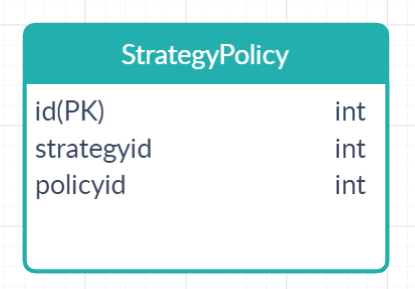 StrategyPolicy
id(PK) int
strategyid int
policyid int